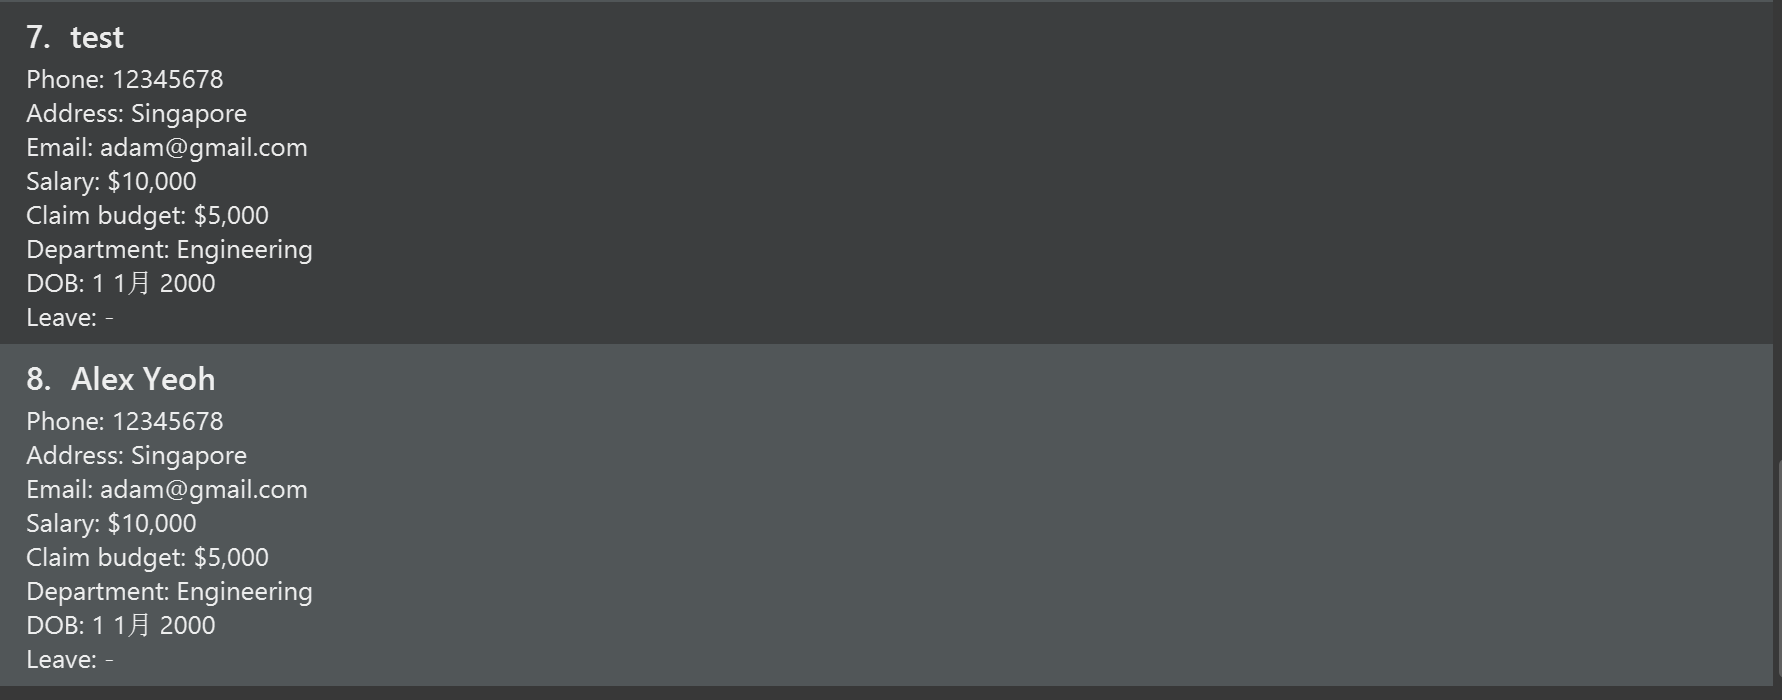 7. test
Phone: 12345678
Address: Singapore
Email: adam@gmail.com
Salary: $10,000
Claim budget: $5,000
Department: Engineering
DOB: 1 1月 2000
Leave: -
8. Alex Yeoh
Phone: 12345678
Address: Singapore
Email: adam@gmail.com
Salary: $10,000
Claim budget: $5,000
Department: Engineering
DOB: 1 1月 2000
Leave: -